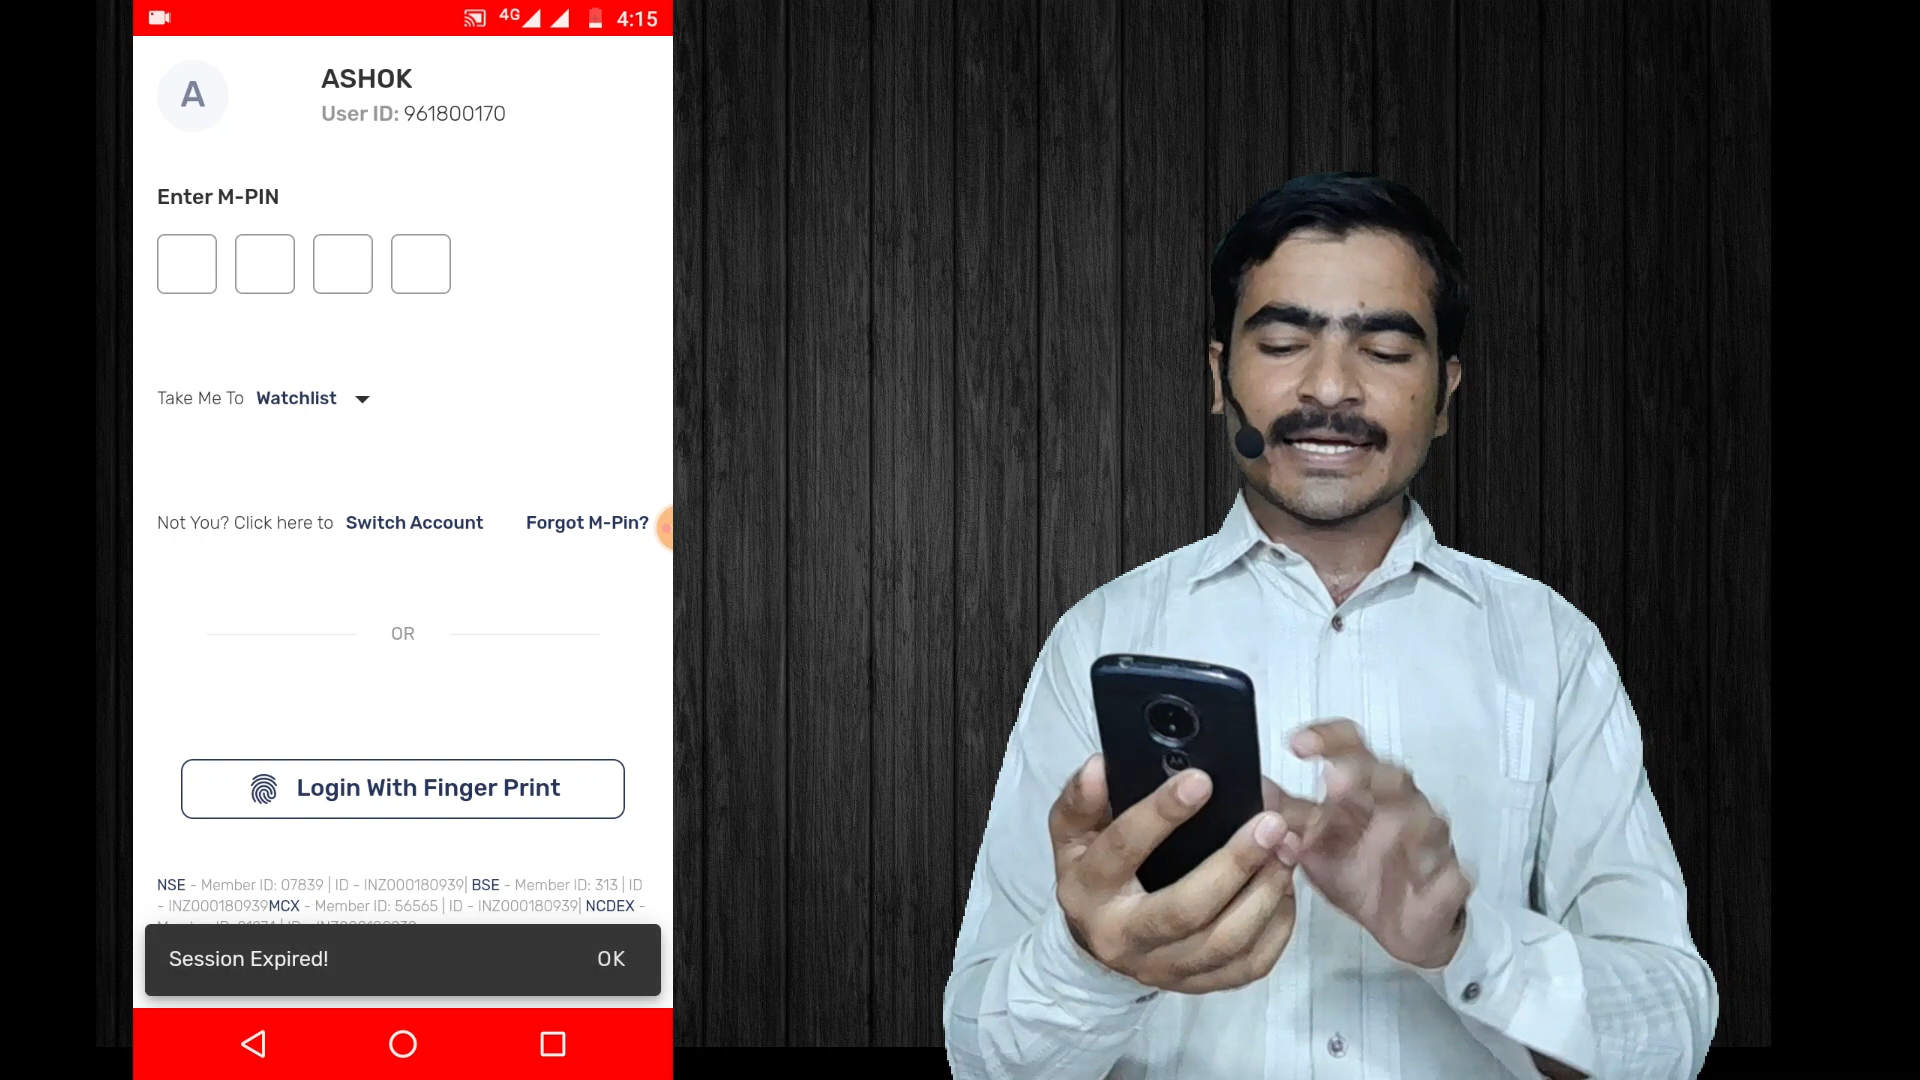 4G 4:15
A
ASHOK
User ID: 961800170
Enter M-PIN
Take Me To Watchlist
Not You? Click here to Switch Account Forgot M-Pin?
OR
Login With Finger Print
NSE - Member ID: 07839 | ID - INZ000180939| BSE - Member ID: 313 | ID
- INZ000180939MCX - Member ID: 56565 | ID - INZ000180939| NCDEX -
Session Expired! OK